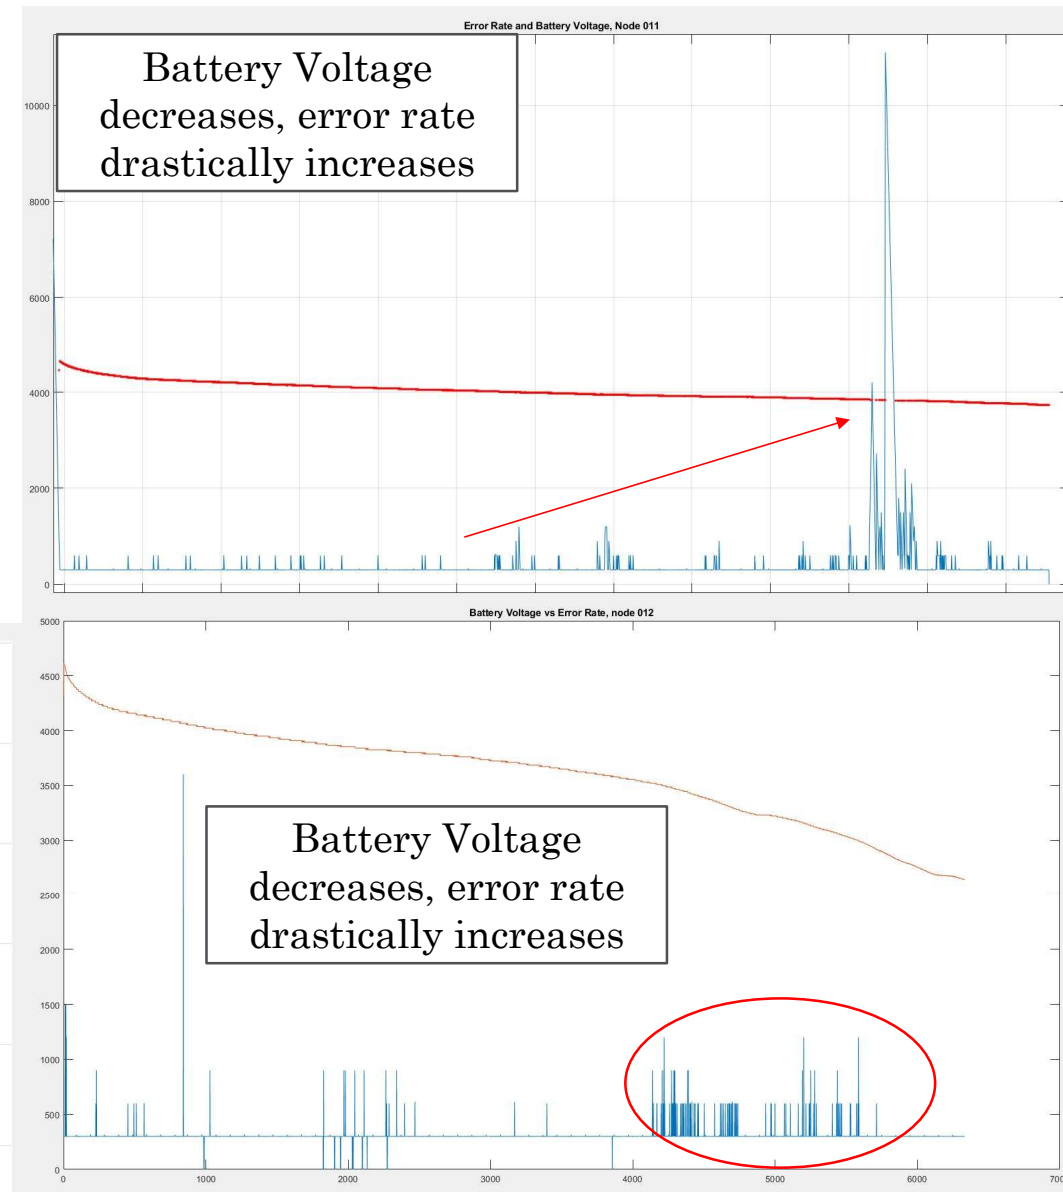 Error Rate and Battery Voltage, Node 011
Battery Voltage
decreases, error rate
drastically increases
10000
8000
6000
4000
2000
0
Battery Voltage vs Error Rate, node 012
5000
4500
4000
3500
3000
2500
2000
1500
1000
500
0
Battery Voltage
decreases, error rate
drastically increases
0 1000 2000 3000 4000 5000 6000